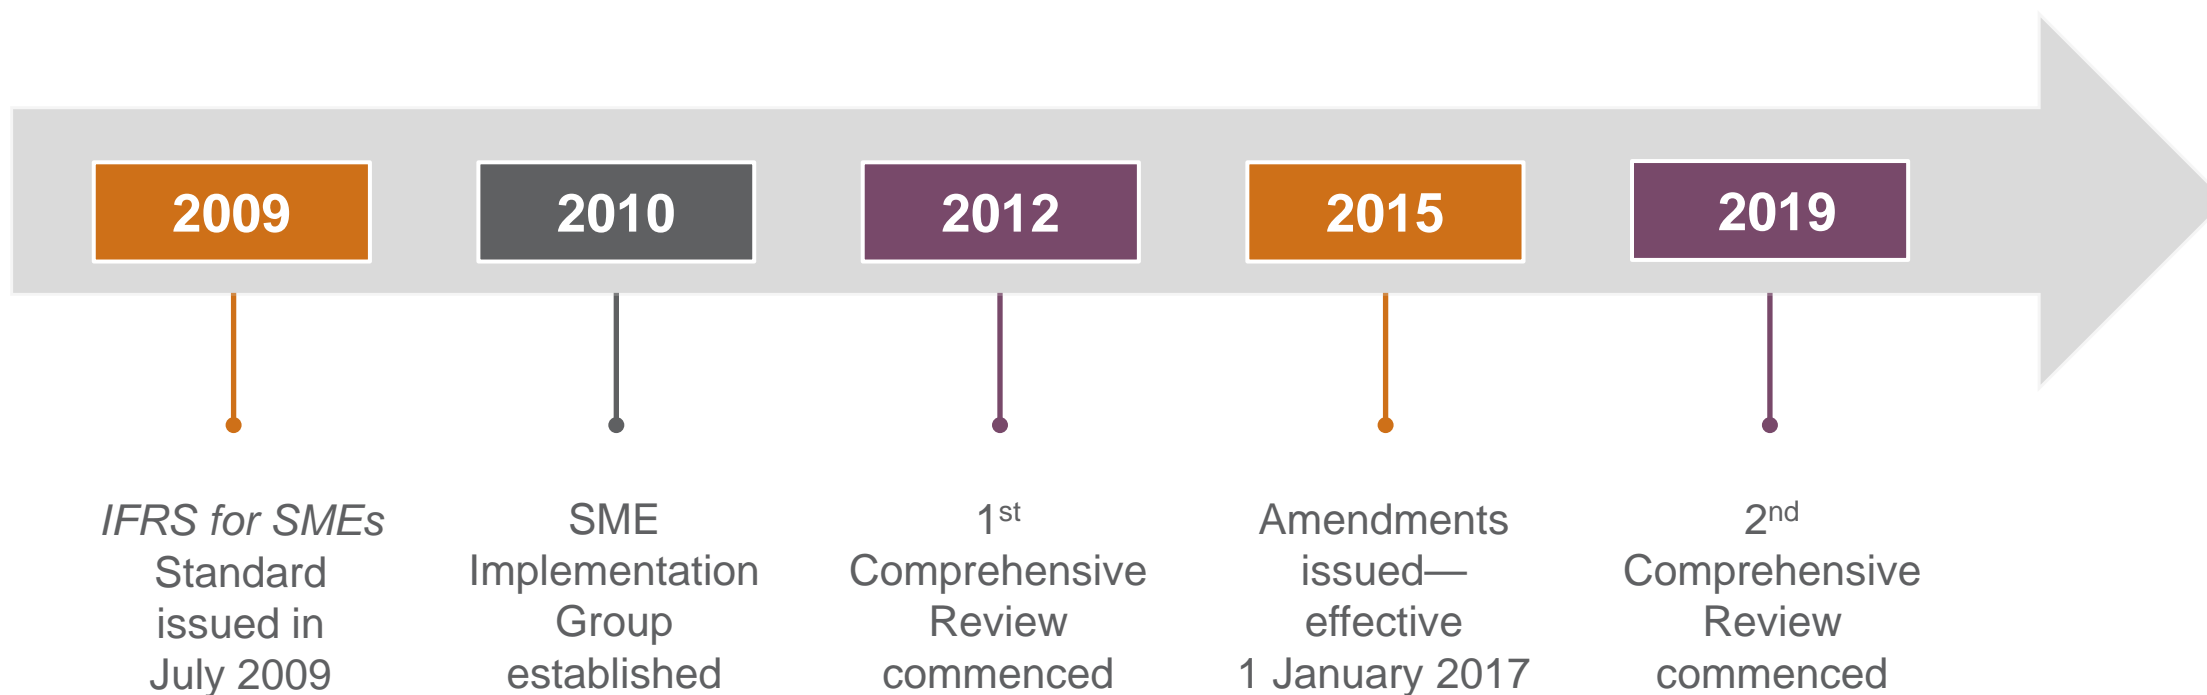 2009
2010
2012
2015
2019
IFRS for SMEs
Standard
issued in
July 2009
SME
Implementation
Group
established
1st
Comprehensive
Review
commenced
Amendments
issued—
effective
1 January 2017
2nd
Comprehensive
Review
commenced